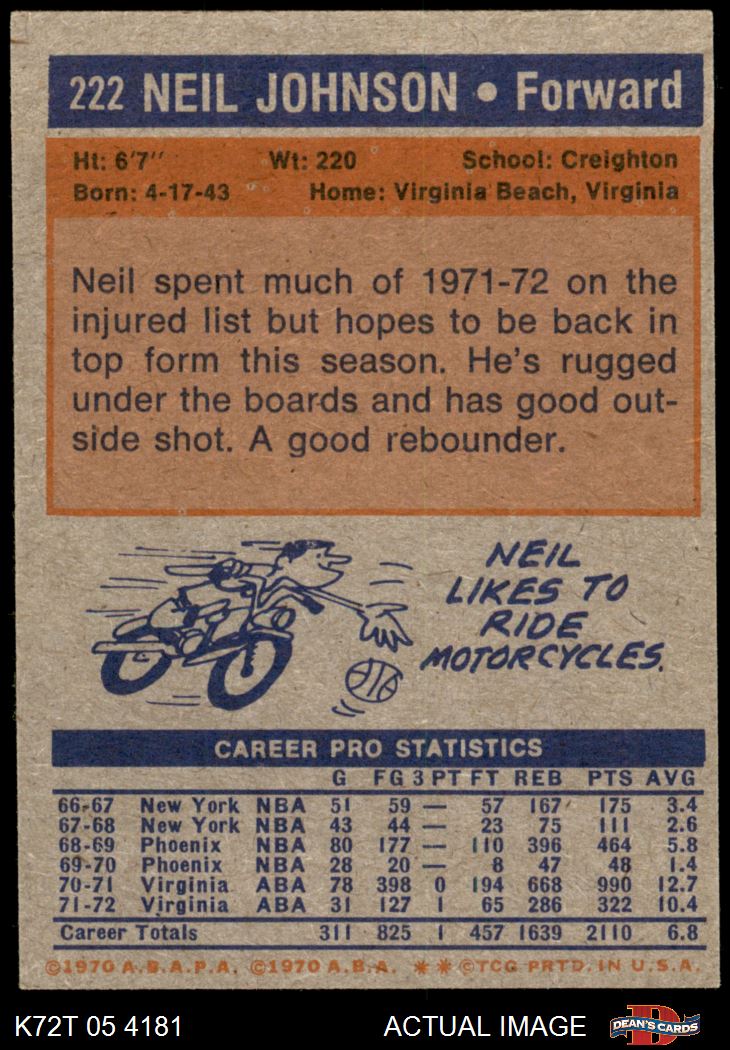 222 NEIL JOHNSON • Forward
Ht: 6'7" Wt: 220 School: Creighton
Born: 4-17-43 Home: Virginia Beach, Virginia
Neil spent much of 1971-72 on the
injured list but hopes to be back in
top form this season. He's rugged
under the boards and has good out-
side shot. A good rebounder.
NEIL
LIKES TO
RIDE
MOTORCYCLES.
CAREER PRO STATISTICS
G FG 3 PT FT REB PTS AVG
66-67 New York NBA 51 59 — 57 167 175 3.4
67-68 New York NBA 43 44 — 23 75 111 2.6
68-69 Phoenix NBA 80 177 — 110 396 464 5.8
69-70 Phoenix NBA 28 20 — 8 47 48 1.4
70-71 Virginia ABA 78 398 0 194 668 990 12.7
71-72 Virginia ABA 31 127 1 65 286 322 10.4
Career Totals 311 825 1 457 1639 2110 6.8
©1970 A.B.A.P.A. ©1970 A.B.A. ** ©TCG PRTD. IN U.S.A.
K72T 05 4181 ACTUAL IMAGE D DEAN'S CARDS